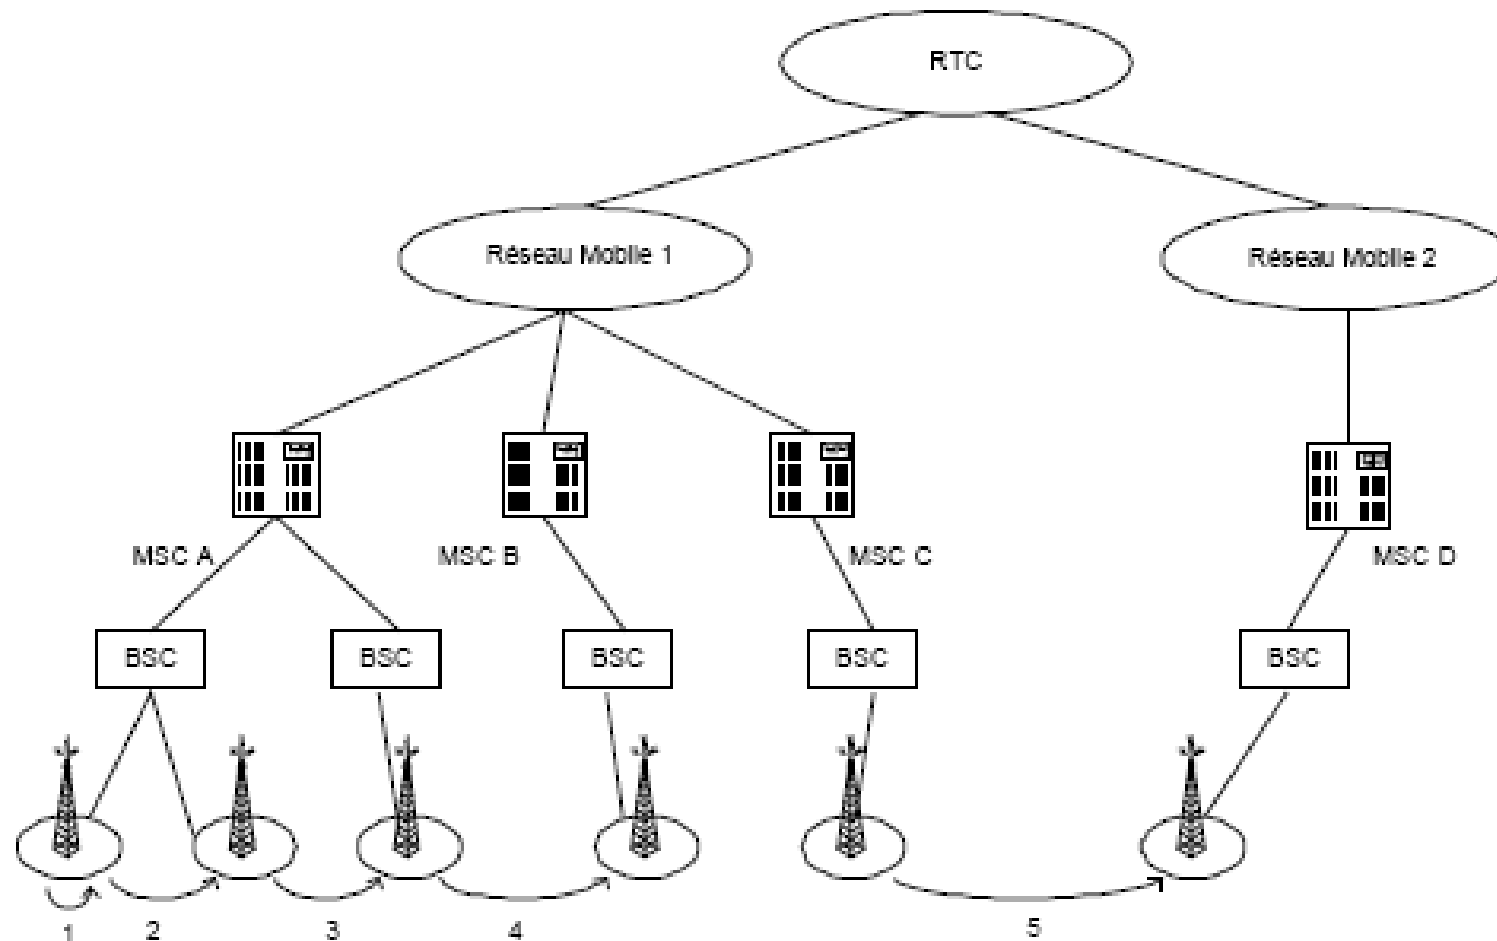 RTC
Réseau Mobile 1
Réseau Mobile 2
MSC A
MSC B
MSC C
MSC D
BSC
BSC
BSC
BSC
BSC
1
2
3
4
5